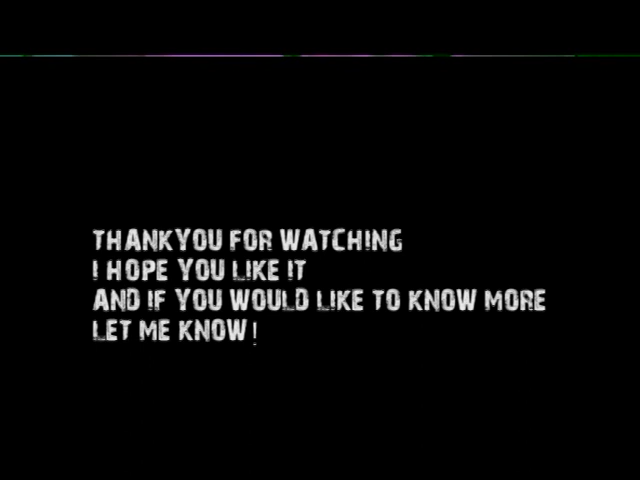 THANKYOU FOR WATCHING
I HOPE YOU LIKE IT
AND IF YOU WOULD LIKE TO KNOW MORE
LET ME KNOW!